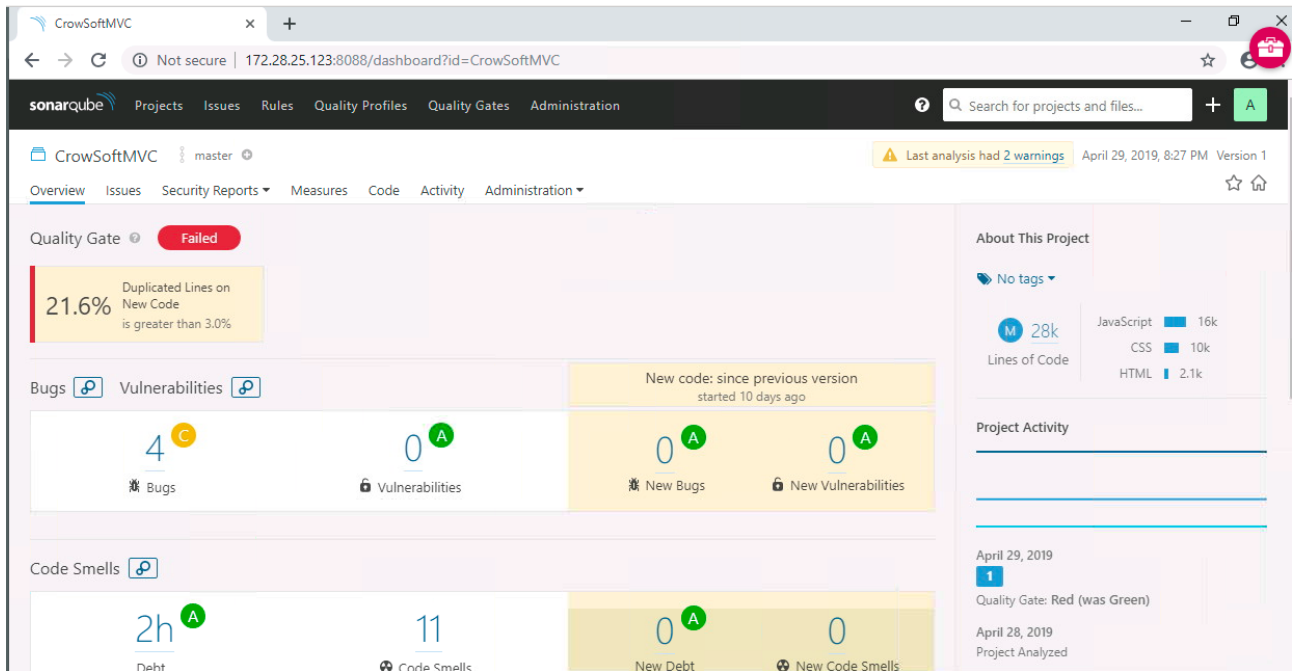 CrowSoftMVC
Not secure | 172.28.25.123:8088/dashboard?id=CrowSoftMVC
sonarqube Projects Issues Rules Quality Profiles Quality Gates Administration Search for projects and files... A
CrowSoftMVC master Last analysis had 2 warnings April 29, 2019, 8:27 PM Version 1
Overview Issues Security Reports Measures Code Activity Administration
Quality Gate Failed
21.6% Duplicated Lines on
New Code
is greater than 3.0%
Bugs Vulnerabilities
New code: since previous version
started 10 days ago
4 C 0 A 0 A 0 A
Bugs Vulnerabilities New Bugs New Vulnerabilities
Code Smells
2h A 11 0 A 0
Debt Code Smells New Debt New Code Smells
About This Project
No tags
M 28k
Lines of Code
JavaScript 16k
CSS 10k
HTML 2.1k
Project Activity
April 29, 2019
1
Quality Gate: Red (was Green)
April 28, 2019
Project Analyzed